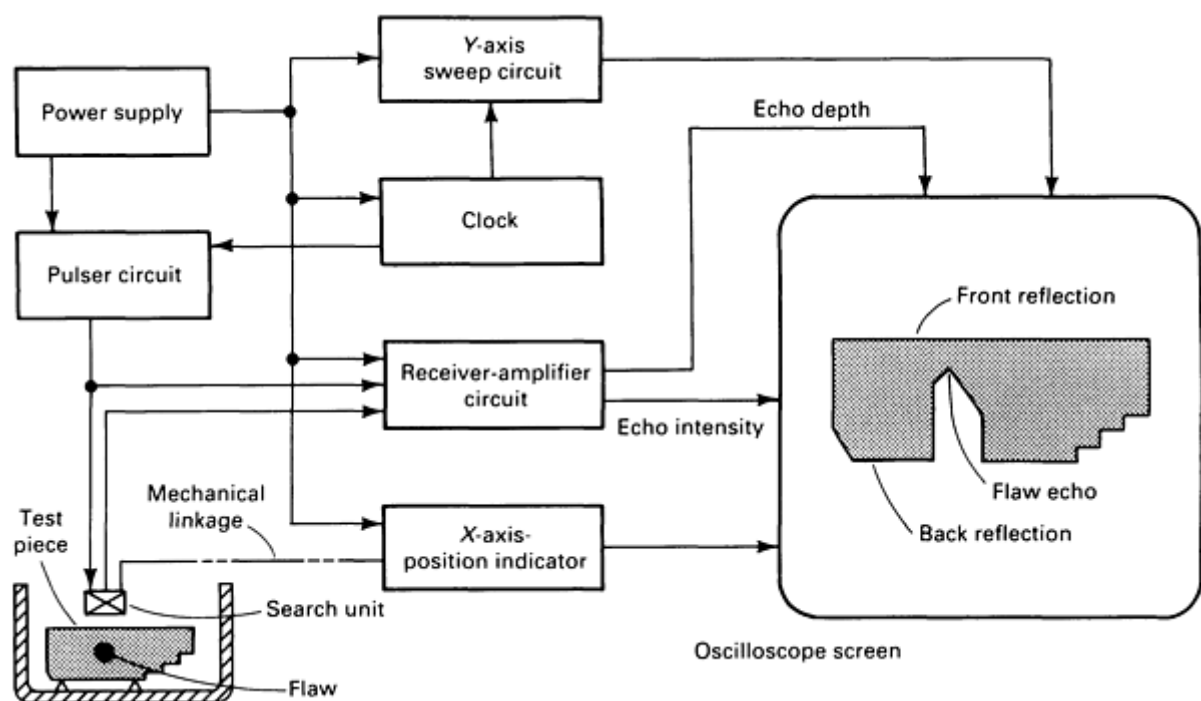 Y-axis
sweep circuit
Power supply
Echo depth
Clock
Pulser circuit
Front reflection
Receiver-amplifier
circuit
Echo intensity
Flaw echo
Back reflection
Mechanical
linkage
Test
piece
X-axis-
position indicator
Search unit
Oscilloscope screen
Flaw